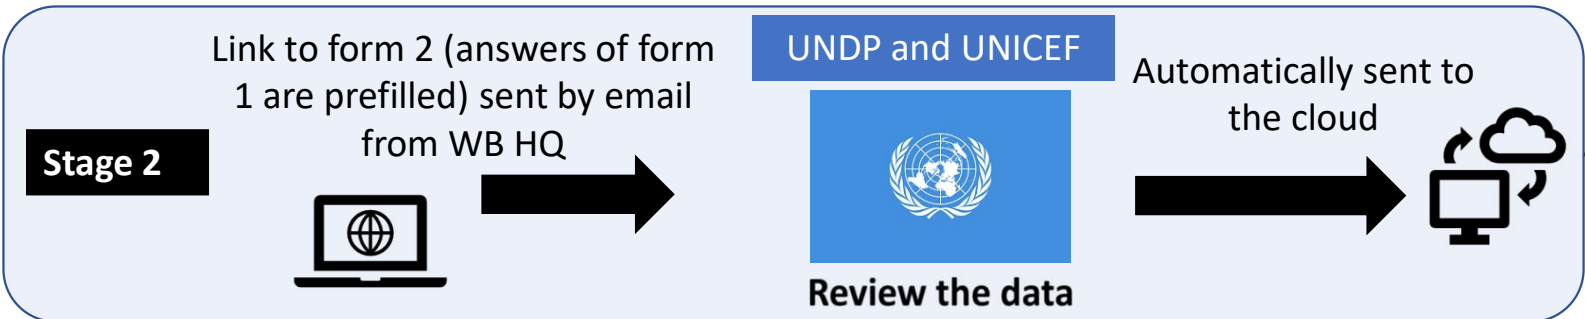 Stage 2
Link to form 2 (answers of form
1 are prefilled) sent by email
from WB HQ
UNDP and UNICEF
Review the data
Automatically sent to
the cloud